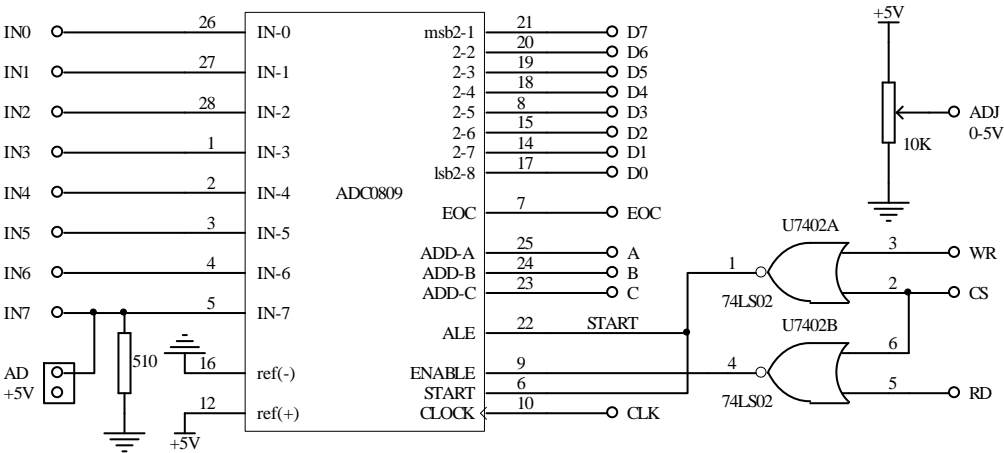 +5V
IN0 26 IN-0 msb2-1 21 D7
2-2 20 D6
IN1 27 IN-1 2-3 19 D5
2-4 18 D4
IN2 28 IN-2 2-5 8 D3 ADJ
2-6 15 D2 0-5V
IN3 1 IN-3 2-7 14 D1 10K
lsb2-8 17 D0
IN4 2 IN-4 ADC0809
EOC 7 EOC
IN5 3 IN-5 U7402A
ADD-A 25 A 3 WR
IN6 4 IN-6 ADD-B 24 B 1
ADD-C 23 C 2 CS
74LS02
IN7 5 IN-7
ALE 22 START U7402B
510 6
AD 16 ref(-) ENABLE 9 4
+5V START 6 5 RD
74LS02
12 ref(+) CLOCK 10 CLK
+5V